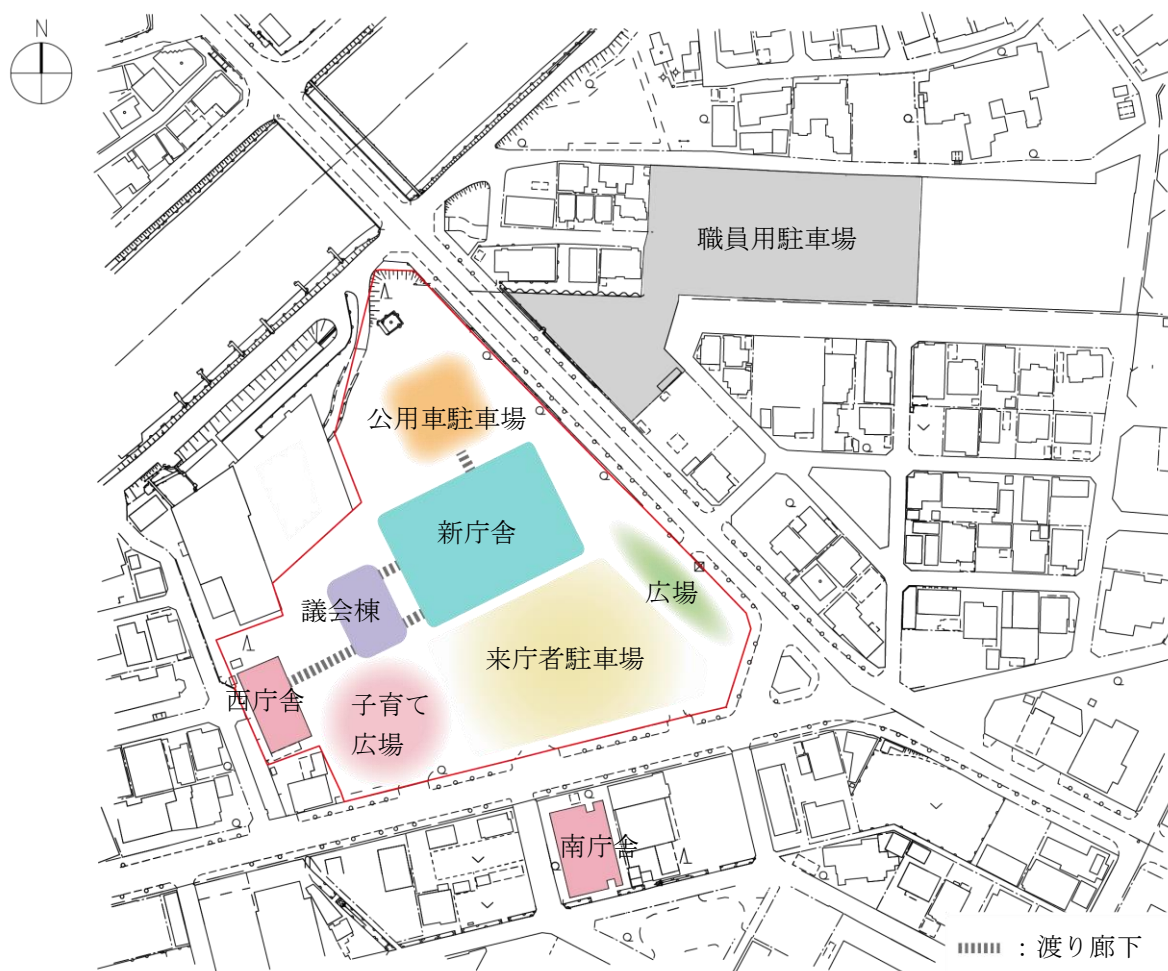 N
職員用駐車場
公用車駐車場
新庁舎
広場
議会棟
来庁者駐車場
西庁舎
子育て
広場
南庁舎
：渡り廊下